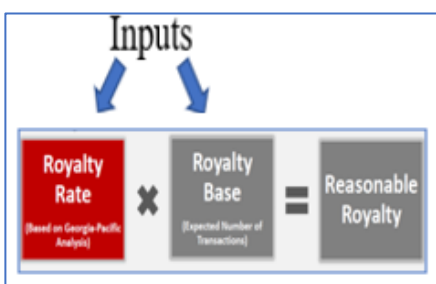 Inputs
Royalty
Rate
(Based on Georgia-Pacific
Analysis)
×
Royalty
Base
(Expected Number of
Transactions)
=
Reasonable
Royalty